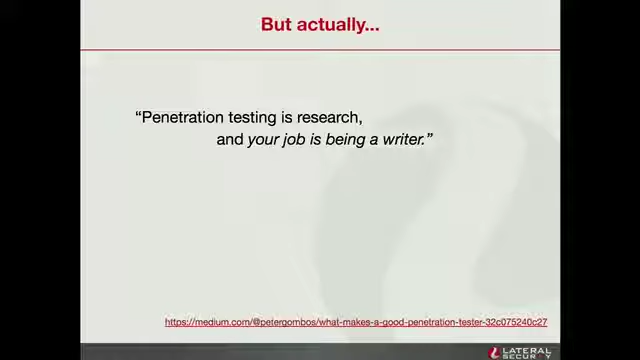 But actually...
“Penetration testing is research,
and your job is being a writer.”
https://medium.com/@petergombos/what-makes-a-good-penetration-tester-32c075240c27
LATERAL
SECURITY